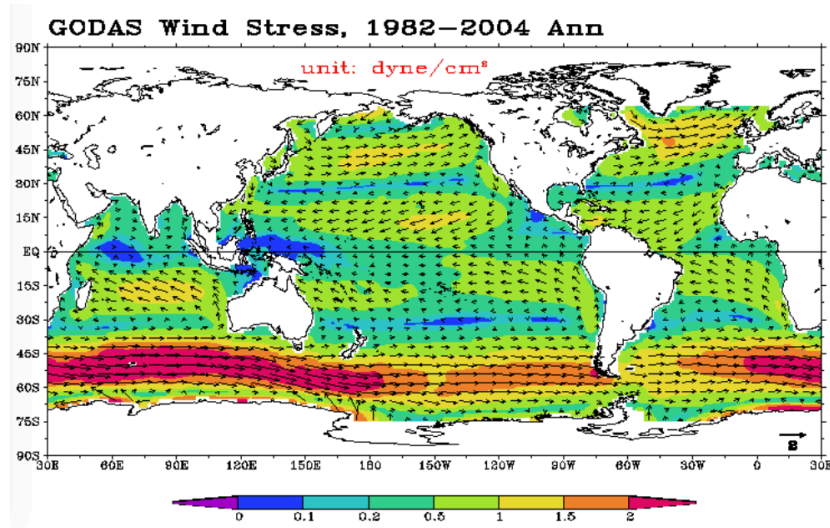 GODAS Wind Stress, 1982-2004 Ann
unit: dyne/cm²
90N
75N
60N
45N
30N
15N
EQ
15S
30S
45S
60S
75S
90S
30E 60E 90E 120E 150E 180 150W 120W 90W 60W 30W 0 30E
2
0 0.1 0.2 0.5 1 1.5 2